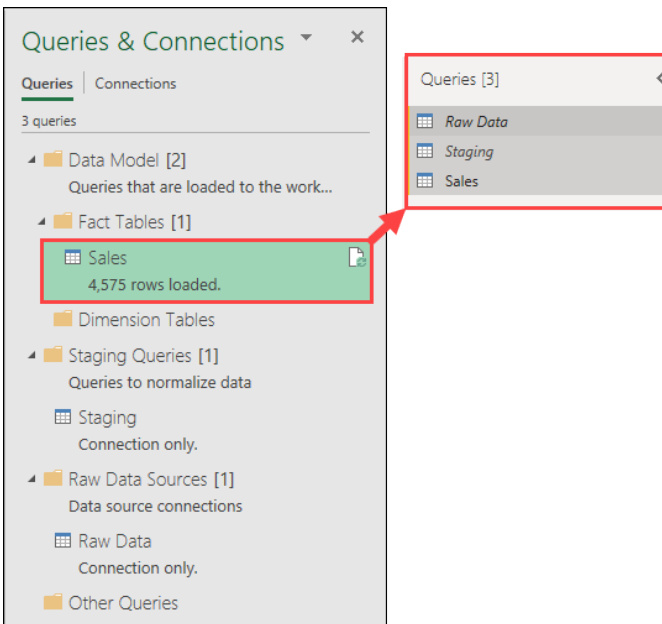 Queries & Connections
Queries | Connections
3 queries
Data Model [2]
Queries that are loaded to the work...
Fact Tables [1]
Sales
4,575 rows loaded.
Dimension Tables
Staging Queries [1]
Queries to normalize data
Staging
Connection only.
Raw Data Sources [1]
Data source connections
Raw Data
Connection only.
Other Queries
Queries [3]
Raw Data
Staging
Sales